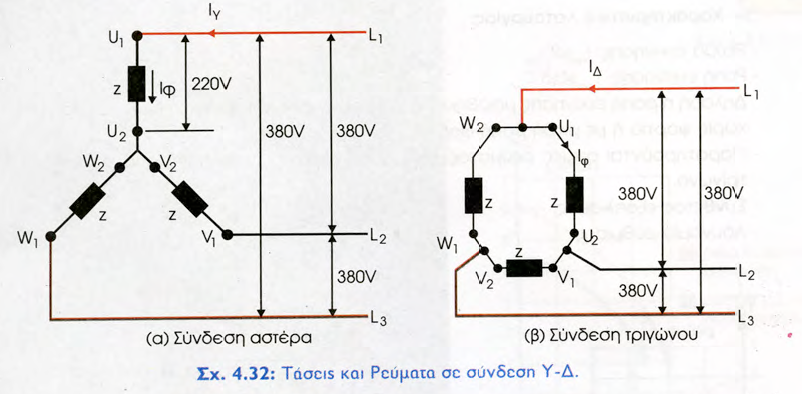 I_Y
U₁
L₁
Z
Iφ
220V
380V
380V
U₂
W₂
V₂
Z
Z
W₁
V₁
L₂
380V
L₃
(α) Σύνδεση αστέρα
I_Δ
L₁
W₂
U₁
Iφ
Z
Z
380V
380V
W₁
U₂
Z
V₂
V₁
L₂
380V
L₃
(β) Σύνδεση τριγώνου
Σχ. 4.32: Τάσεις και Ρεύματα σε σύνδεση Υ-Δ.